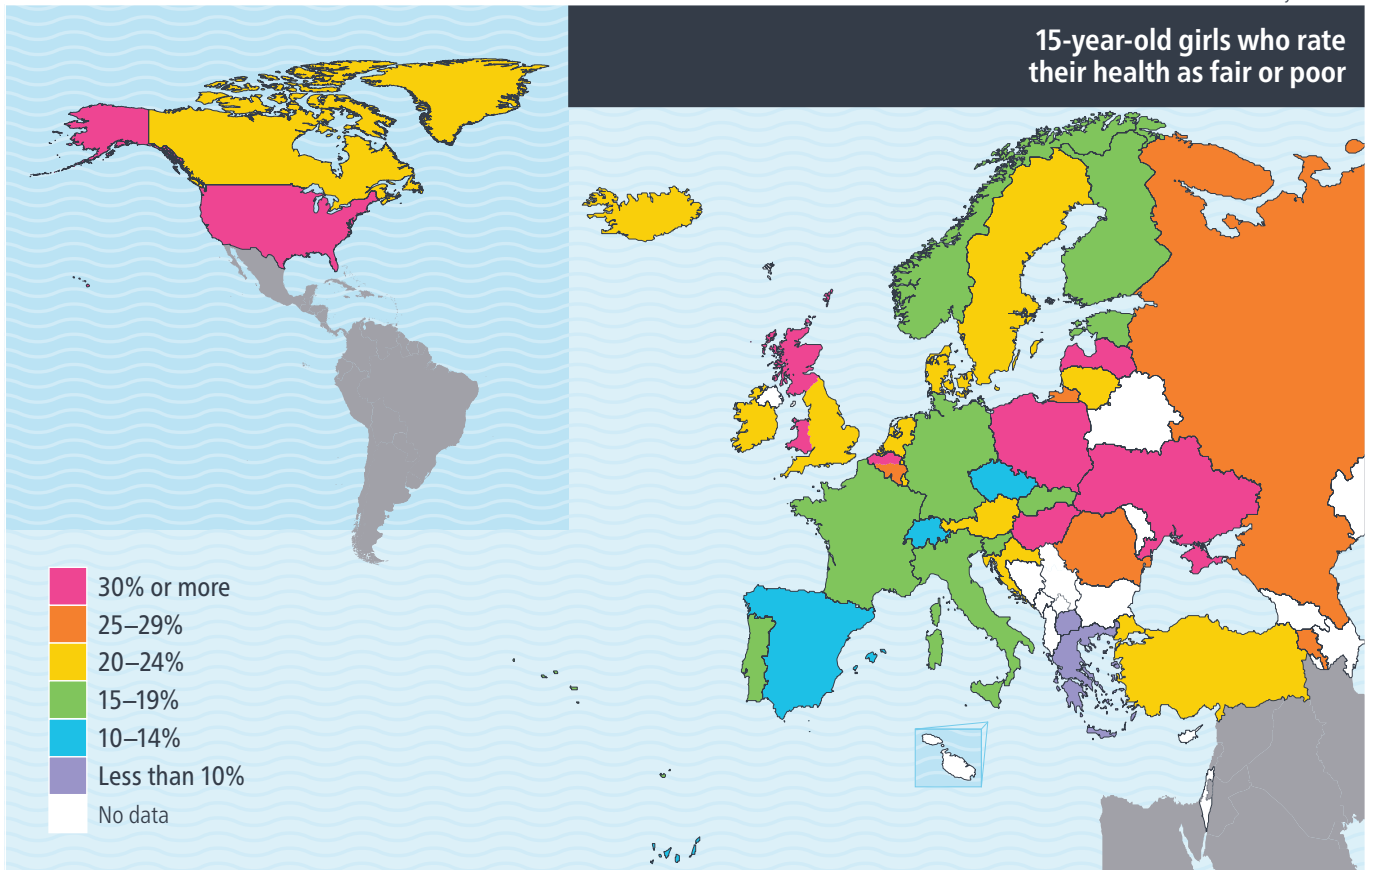 15-year-old girls who rate
their health as fair or poor
30% or more
25–29%
20–24%
15–19%
10–14%
Less than 10%
No data